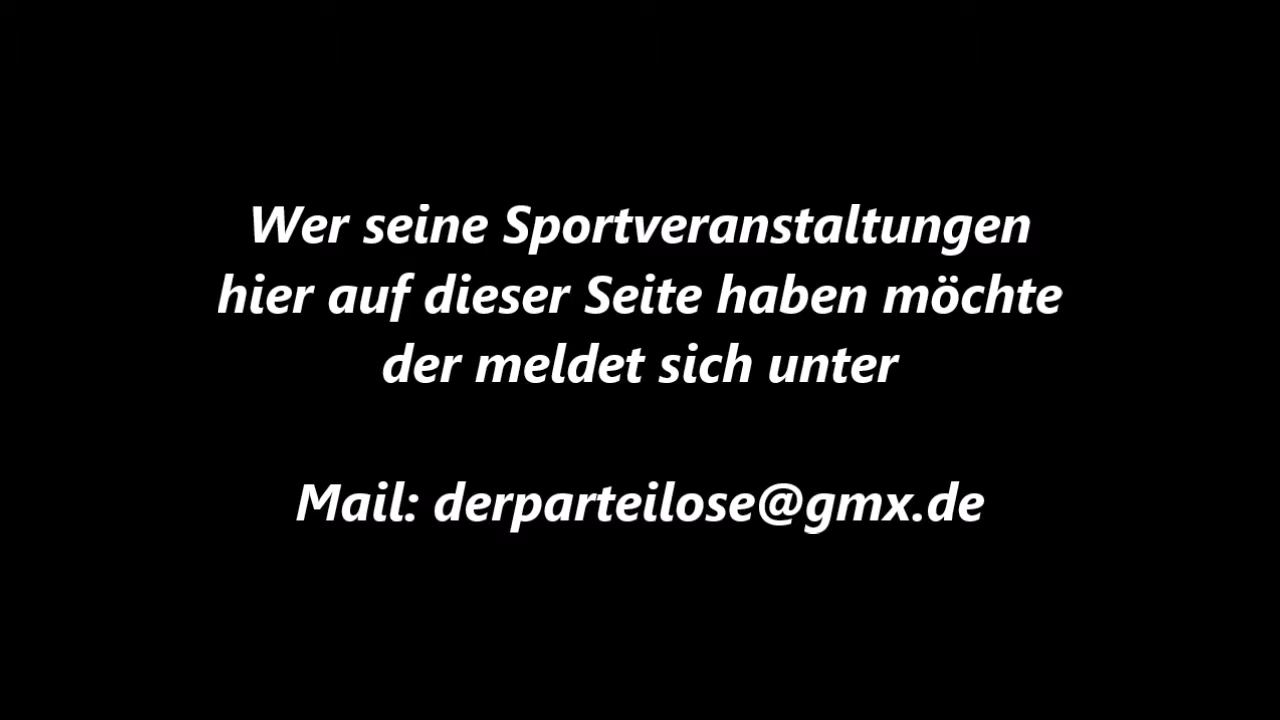 Wer seine Sportveranstaltungen
hier auf dieser Seite haben möchte
der meldet sich unter
Mail: derparteilose@gmx.de